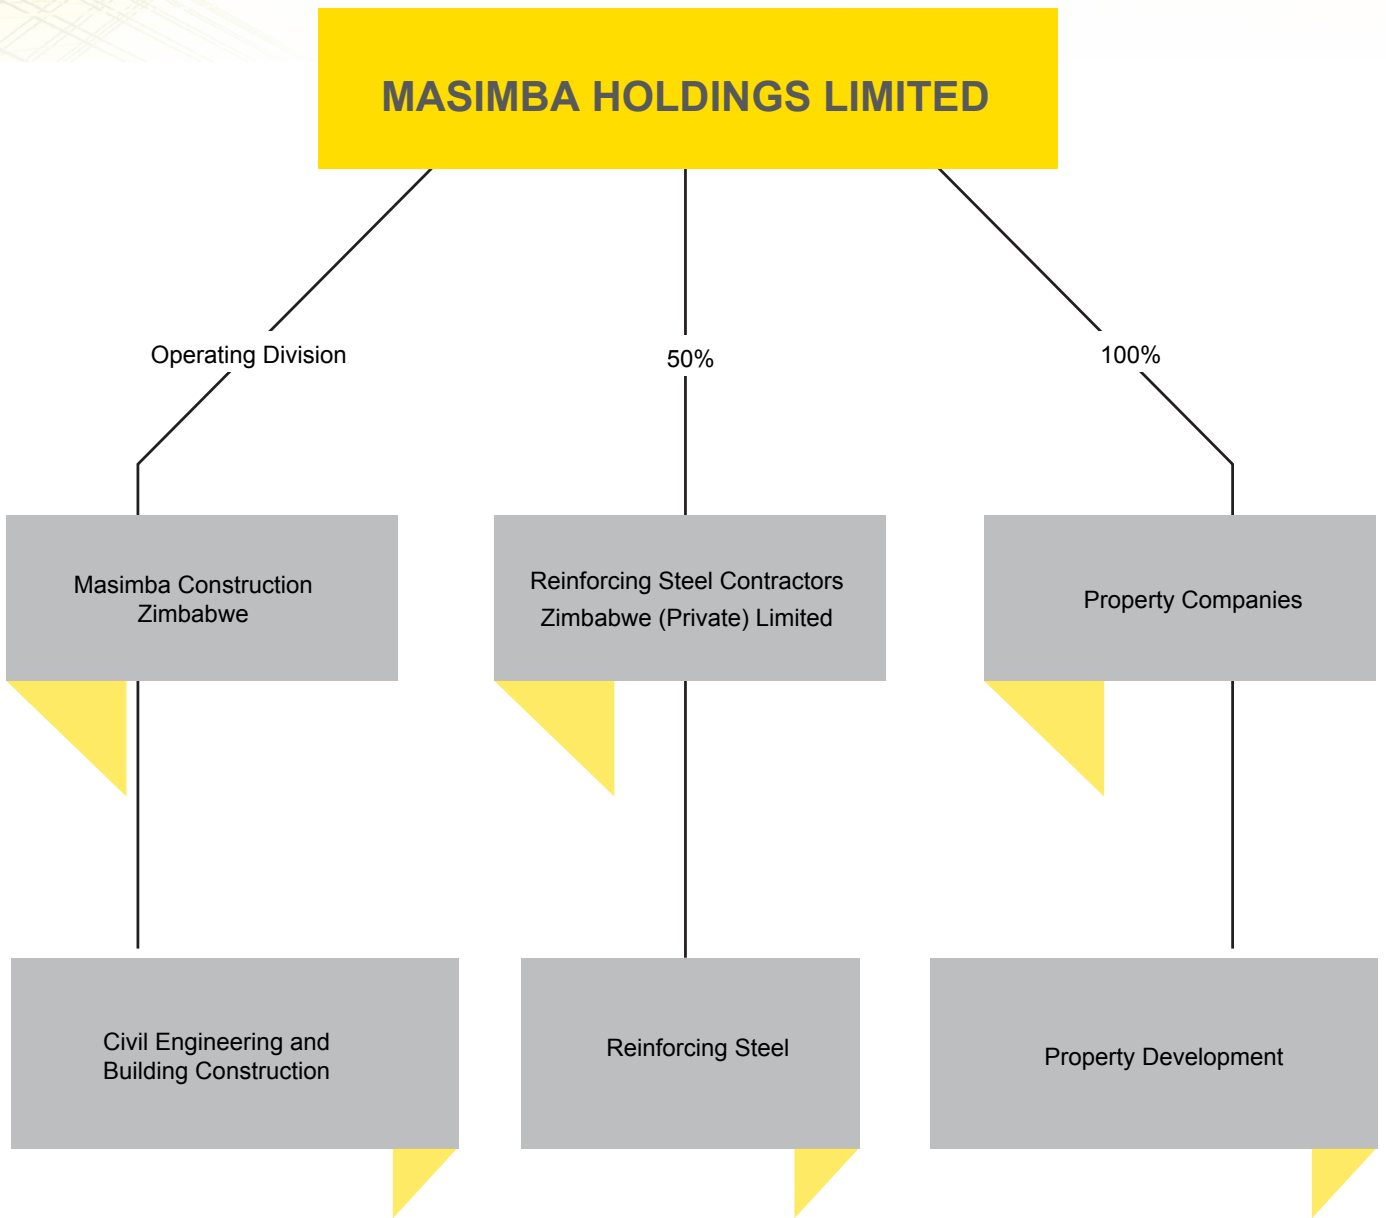 MASIMBA HOLDINGS LIMITED
Operating Division
50%
100%
Masimba Construction
Zimbabwe
Reinforcing Steel Contractors
Zimbabwe (Private) Limited
Property Companies
Civil Engineering and
Building Construction
Reinforcing Steel
Property Development